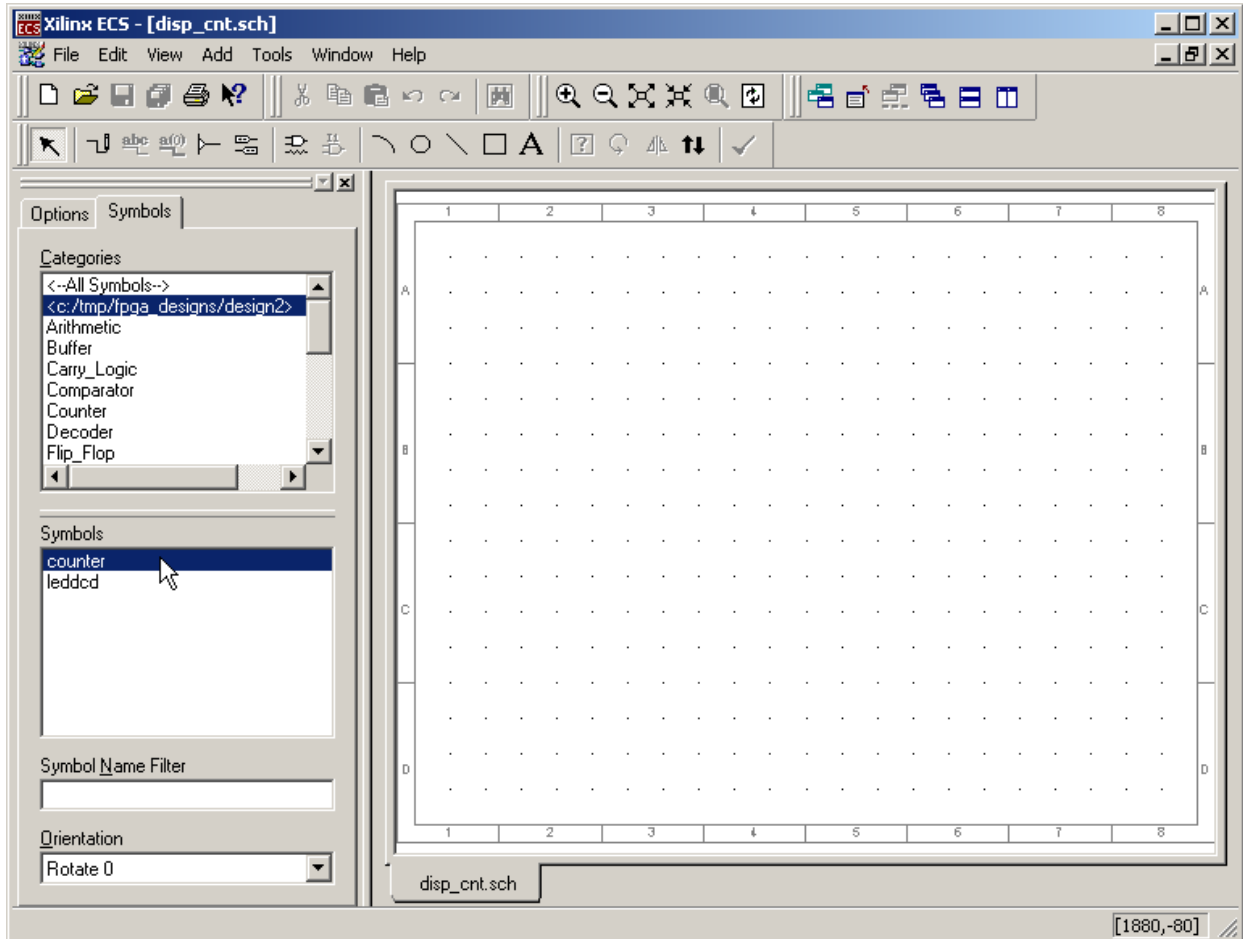 Xilinx ECS - [disp_cnt.sch]
File Edit View Add Tools Window Help
Options Symbols
Categories
<--All Symbols-->
<c:/tmp/fpga_designs/design2>
Arithmetic
Buffer
Carry_Logic
Comparator
Counter
Decoder
Flip_Flop
Symbols
counter
leddcd
Symbol Name Filter
Orientation
Rotate 0
1 2 3 4 5 6 7 8
A A
B B
C C
D D
1 2 3 4 5 6 7 8
disp_cnt.sch
[1880,-80]